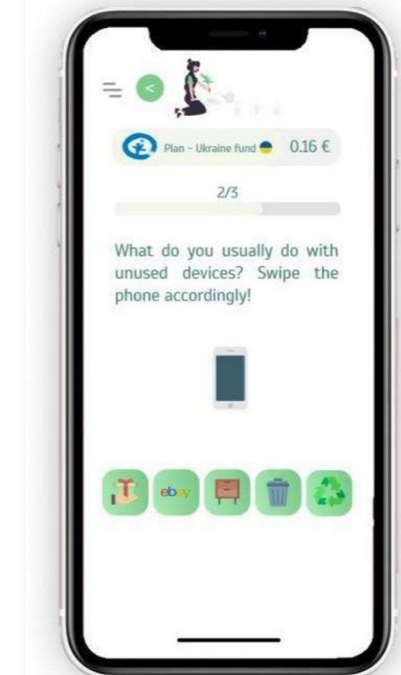 <
Plan - Ukraine fund 0.16 €
2/3
What do you usually do with
unused devices? Swipe the
phone accordingly!
ebay